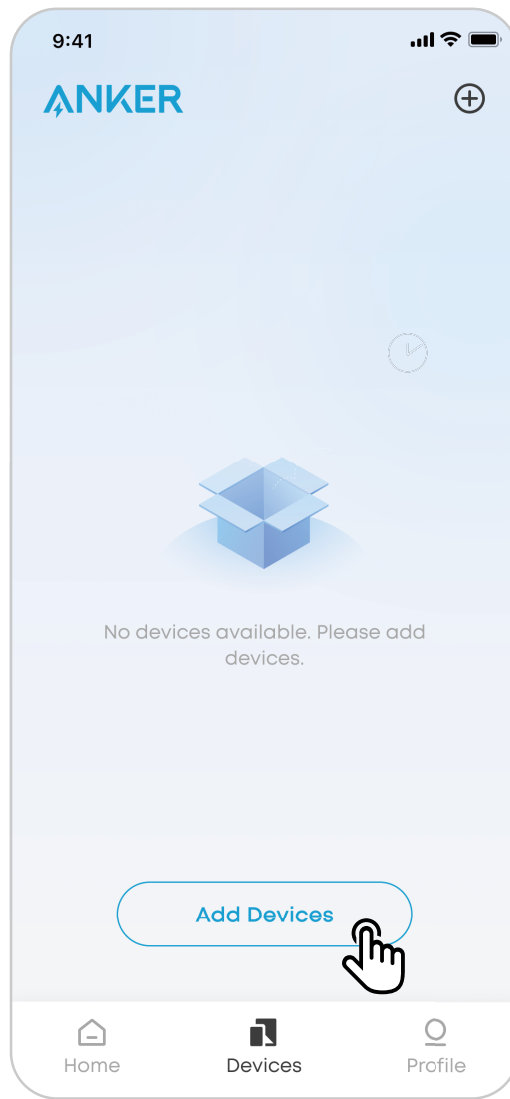 9:41
ANKER
No devices available. Please add
devices.
Add Devices
Home
Devices
Profile